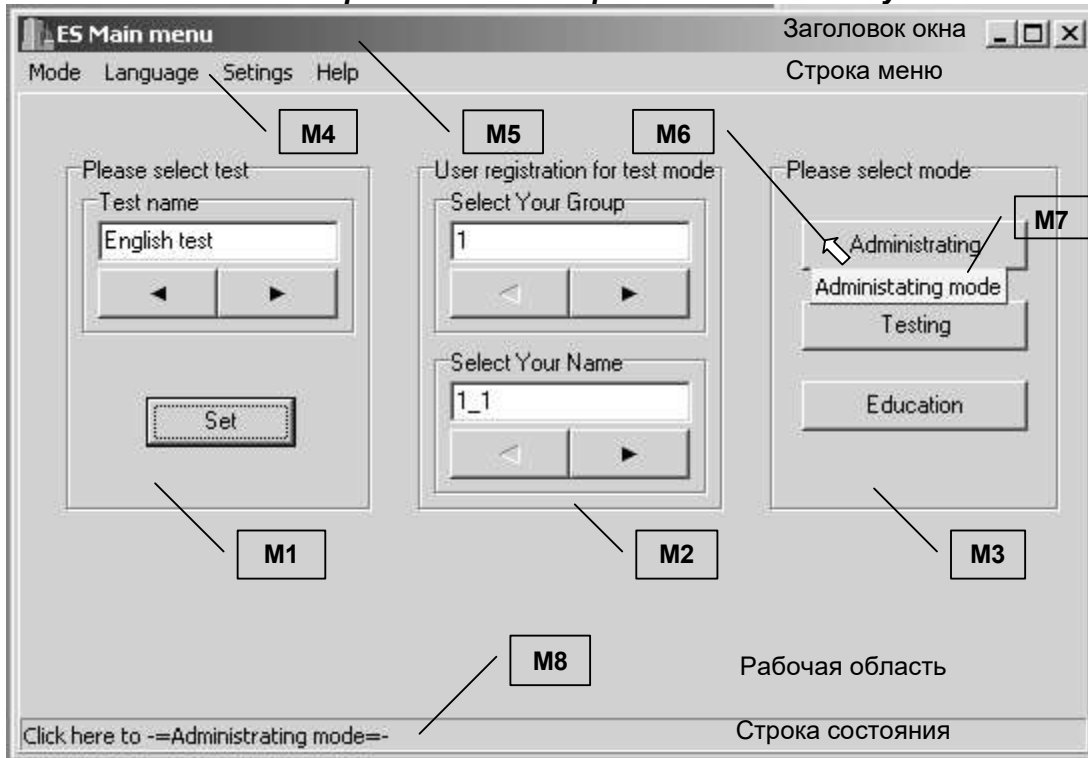 ES Main menu Заголовок окна
Mode Language Setings Help Строка меню
M4 M5 M6
Please select test User registration for test mode Please select mode
Test name Select Your Group M7
English test 1 Administrating
Administating mode
Testing
Select Your Name
1_1 Education
Set
M1 M2 M3
M8 Рабочая область
Click here to -=Administrating mode=- Строка состояния